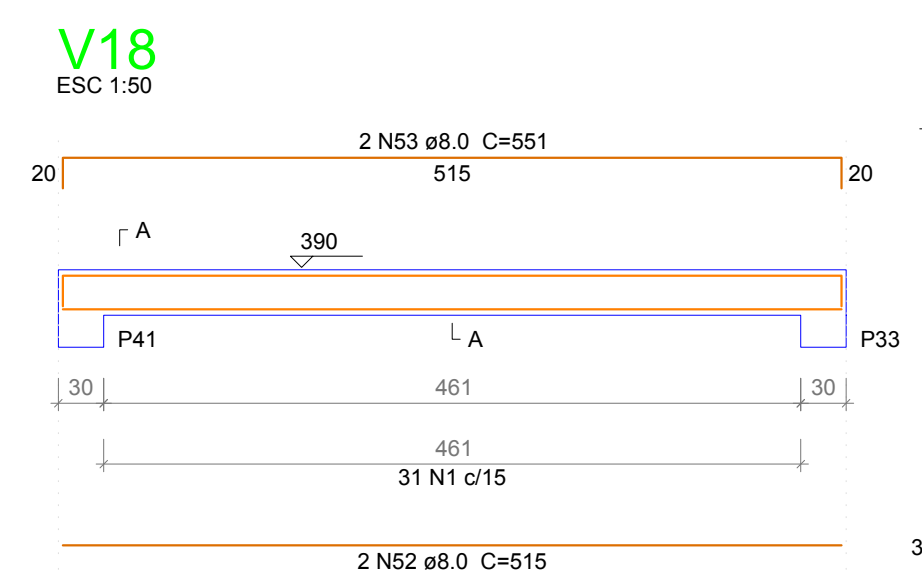 V18
ESC 1:50
2 N53 ø8.0 C=551
20 515 20
A
390
P41 A P33
30 461 30
461
31 N1 c/15
3
2 N52 ø8.0 C=515